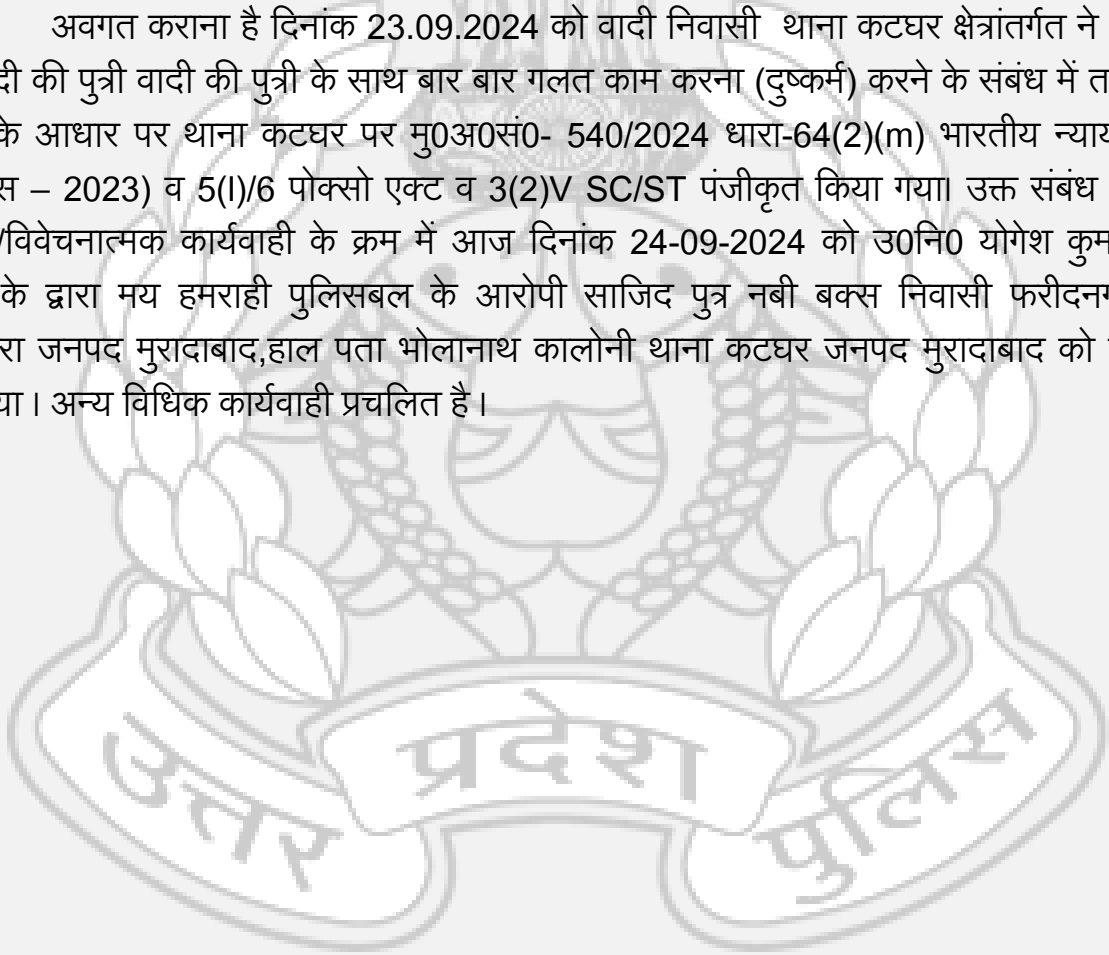 अवगत कराना है दिनांक 23.09.2024 को वादी निवासी थाना कटघर क्षेत्रांतर्गत ने
दी की पुत्री वादी की पुत्री के साथ बार बार गलत काम करना (दुष्कर्म) करने के संबंध में त
के आधार पर थाना कटघर पर मु0अ0सं0- 540/2024 धारा-64(2)(m) भारतीय न्याय
स – 2023) व 5(l)/6 पोक्सो एक्ट व 3(2)V SC/ST पंजीकृत किया गया। उक्त संबंध
/विवेचनात्मक कार्यवाही के क्रम में आज दिनांक 24-09-2024 को उ0नि0 योगेश कुम
के द्वारा मय हमराही पुलिसबल के आरोपी साजिद पुत्र नबी बक्स निवासी फरीदनग
रा जनपद मुरादाबाद,हाल पता भोलानाथ कालोनी थाना कटघर जनपद मुरादाबाद को
या । अन्य विधिक कार्यवाही प्रचलित है ।
उत्तर प्रदेश पुलिस